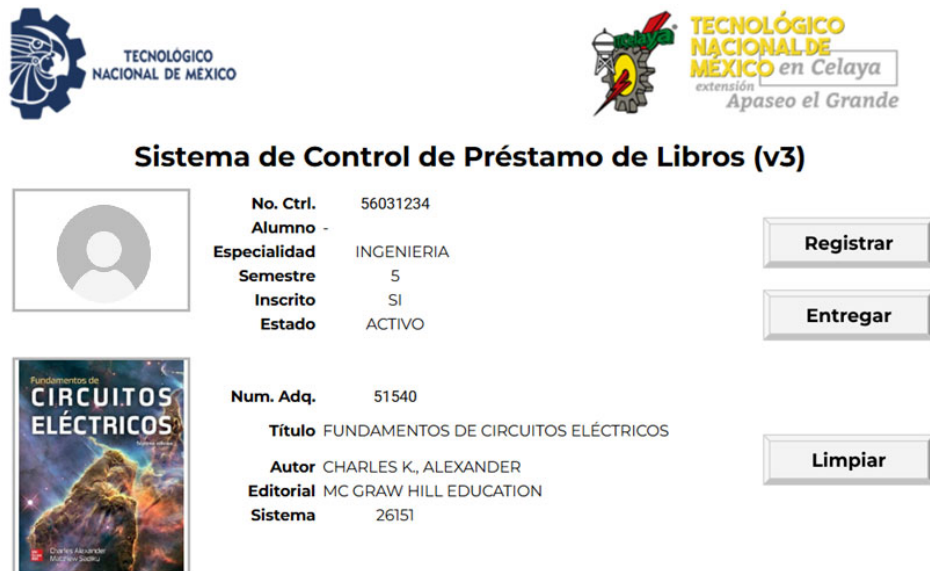 TECNOLÓGICO
NACIONAL DE MÉXICO
Celaya
TECNOLÓGICO
NACIONAL DE
MÉXICO en Celaya
extensión
Apaseo el Grande
Sistema de Control de Préstamo de Libros (v3)
No. Ctrl. 56031234
Alumno -
Especialidad INGENIERIA
Semestre 5
Inscrito SI
Estado ACTIVO
Registrar
Entregar
Fundamentos de
CIRCUITOS
ELÉCTRICOS
Charles Alexander
Matthew Sadiku
Num. Adq. 51540
Título FUNDAMENTOS DE CIRCUITOS ELÉCTRICOS
Autor CHARLES K., ALEXANDER
Editorial MC GRAW HILL EDUCATION
Sistema 26151
Limpiar